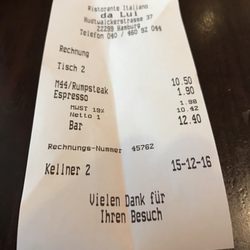 Ristorante Italiano
da Lui
Hudtwalckerstrasse 37
22299 Hamburg
Telefon 040 / 460 92 044
Rechnung
Tisch 2
M44/Rumpsteak 10.50
Espresso 1.90
MWST 19% 1.98
Netto 1 10.42
Bar 12.40
Rechnungs-Nummer 45762
Kellner 2 15-12-16
Vielen Dank für
Ihren Besuch